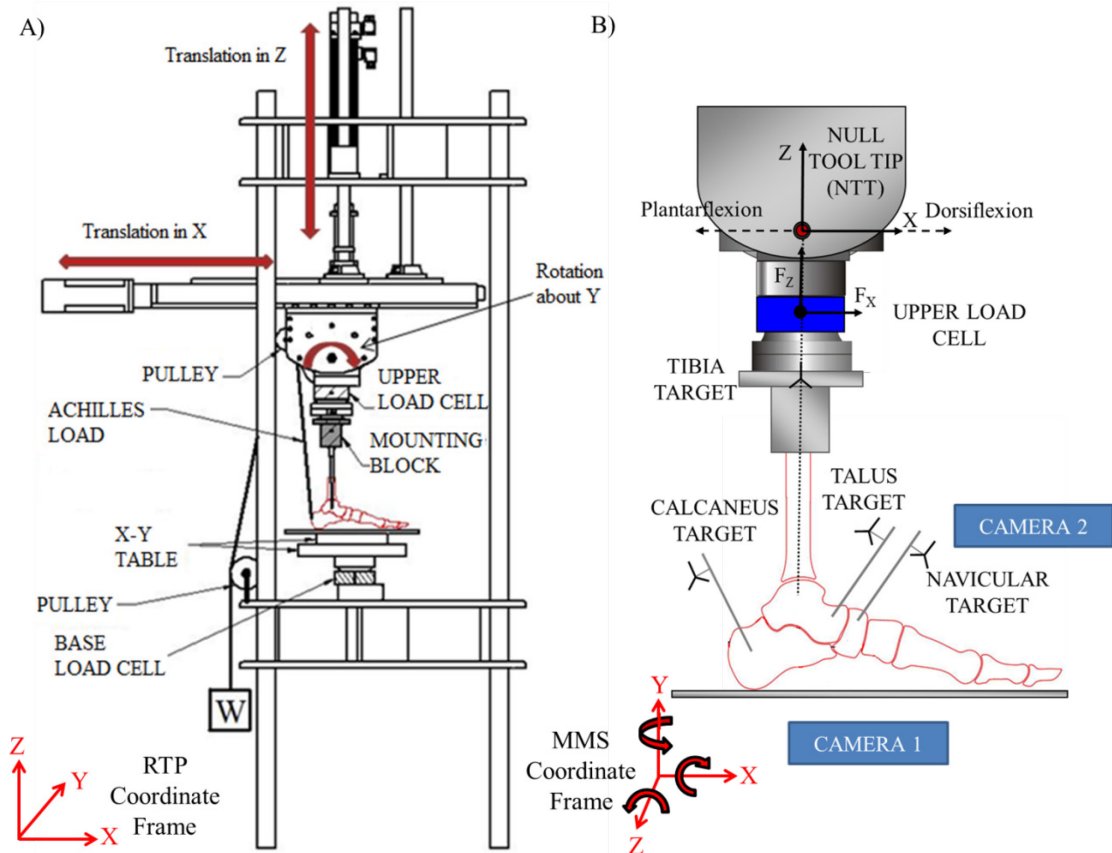 A)
Translation in Z
Translation in X
Rotation
about Y
PULLEY
UPPER
LOAD CELL
ACHILLES
LOAD
MOUNTING
BLOCK
X-Y
TABLE
PULLEY
BASE
LOAD CELL
W
Z
Y
X
RTP
Coordinate
Frame
B)
NULL
TOOL TIP
(NTT)
Z
Plantarflexion
X
Dorsiflexion
FZ
FX
UPPER LOAD
CELL
TIBIA
TARGET
TALUS
TARGET
CALCANEUS
TARGET
CAMERA 2
NAVICULAR
TARGET
CAMERA 1
Y
MMS
Coordinate
Frame
X
Z